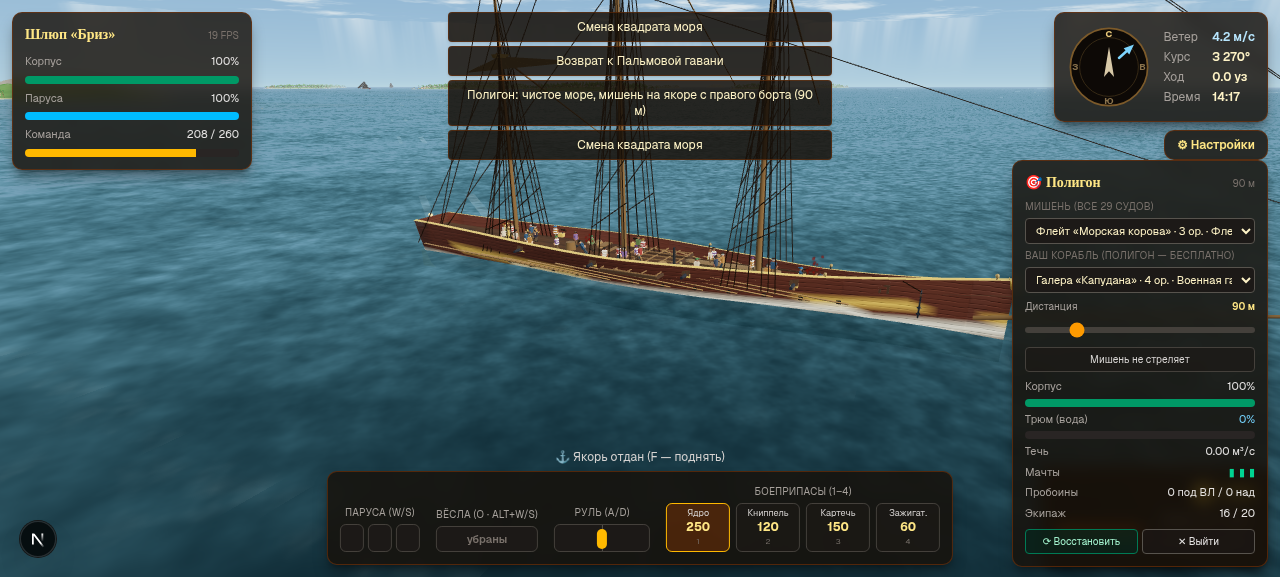 Шлюп «Бриз»
19 FPS
Корпус
100%
Паруса
100%
Команда
208 / 260
Смена квадрата моря
Возврат к Пальмовой гавани
Полигон: чистое море, мишень на якоре с правого борта (90
м)
Смена квадрата моря
С
З
В
Ю
Ветер
4.2 м/с
Курс
З 270°
Ход
0.0 уз
Время
14:17
⚙ Настройки
🎯 Полигон
90 м
МИШЕНЬ (ВСЕ 29 СУДОВ)
Флейт «Морская корова» · 3 ор. · Фле
ВАШ КОРАБЛЬ (ПОЛИГОН — БЕСПЛАТНО)
Галера «Капудана» · 4 ор. · Военная га
Дистанция
90 м
Мишень не стреляет
Корпус
100%
Трюм (вода)
0%
Течь
0.00 м³/с
Мачты
Пробоины
0 под ВЛ / 0 над
Экипаж
16 / 20
⟳ Восстановить
✕ Выйти
⚓ Якорь отдан (F — поднять)
ПАРУСА (W/S)
ВЁСЛА (O · ALT+W/S)
убраны
РУЛЬ (A/D)
БОЕПРИПАСЫ (1–4)
Ядро
250
1
Книппель
120
2
Картечь
150
3
Зажигат.
60
4
N